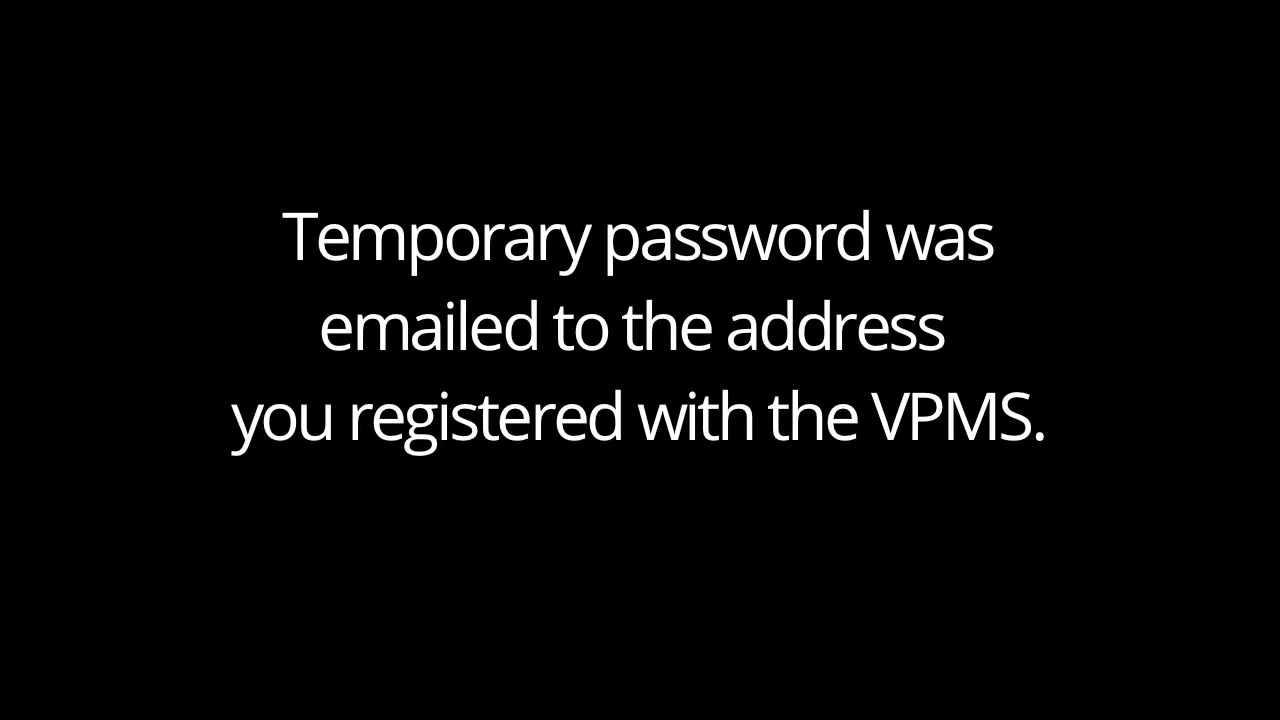 Temporary password was
emailed to the address
you registered with the VPMS.